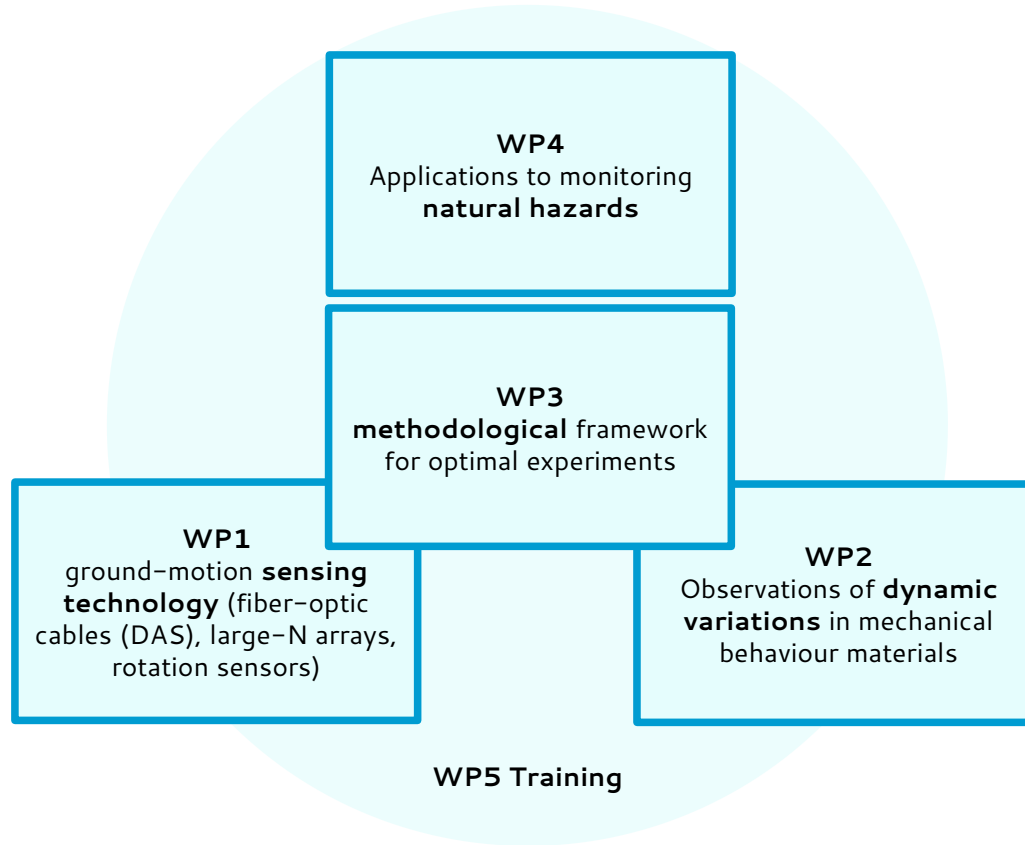 WP4
Applications to monitoring
natural hazards
WP3
methodological framework
for optimal experiments
WP1
ground-motion sensing
technology (fiber-optic
cables (DAS), large-N arrays,
rotation sensors)
WP2
Observations of dynamic
variations in mechanical
behaviour materials
WP5 Training